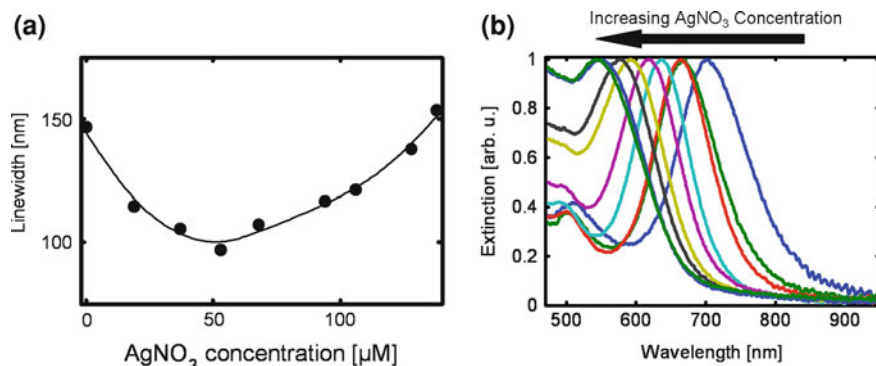 (a)
Linewidth [nm]
150
100
0
50
100
AgNO₃ concentration [µM]
(b)
Increasing AgNO₃ Concentration
Extinction [arb. u.]
1
0.8
0.6
0.4
0.2
0
500
600
700
800
900
Wavelength [nm]